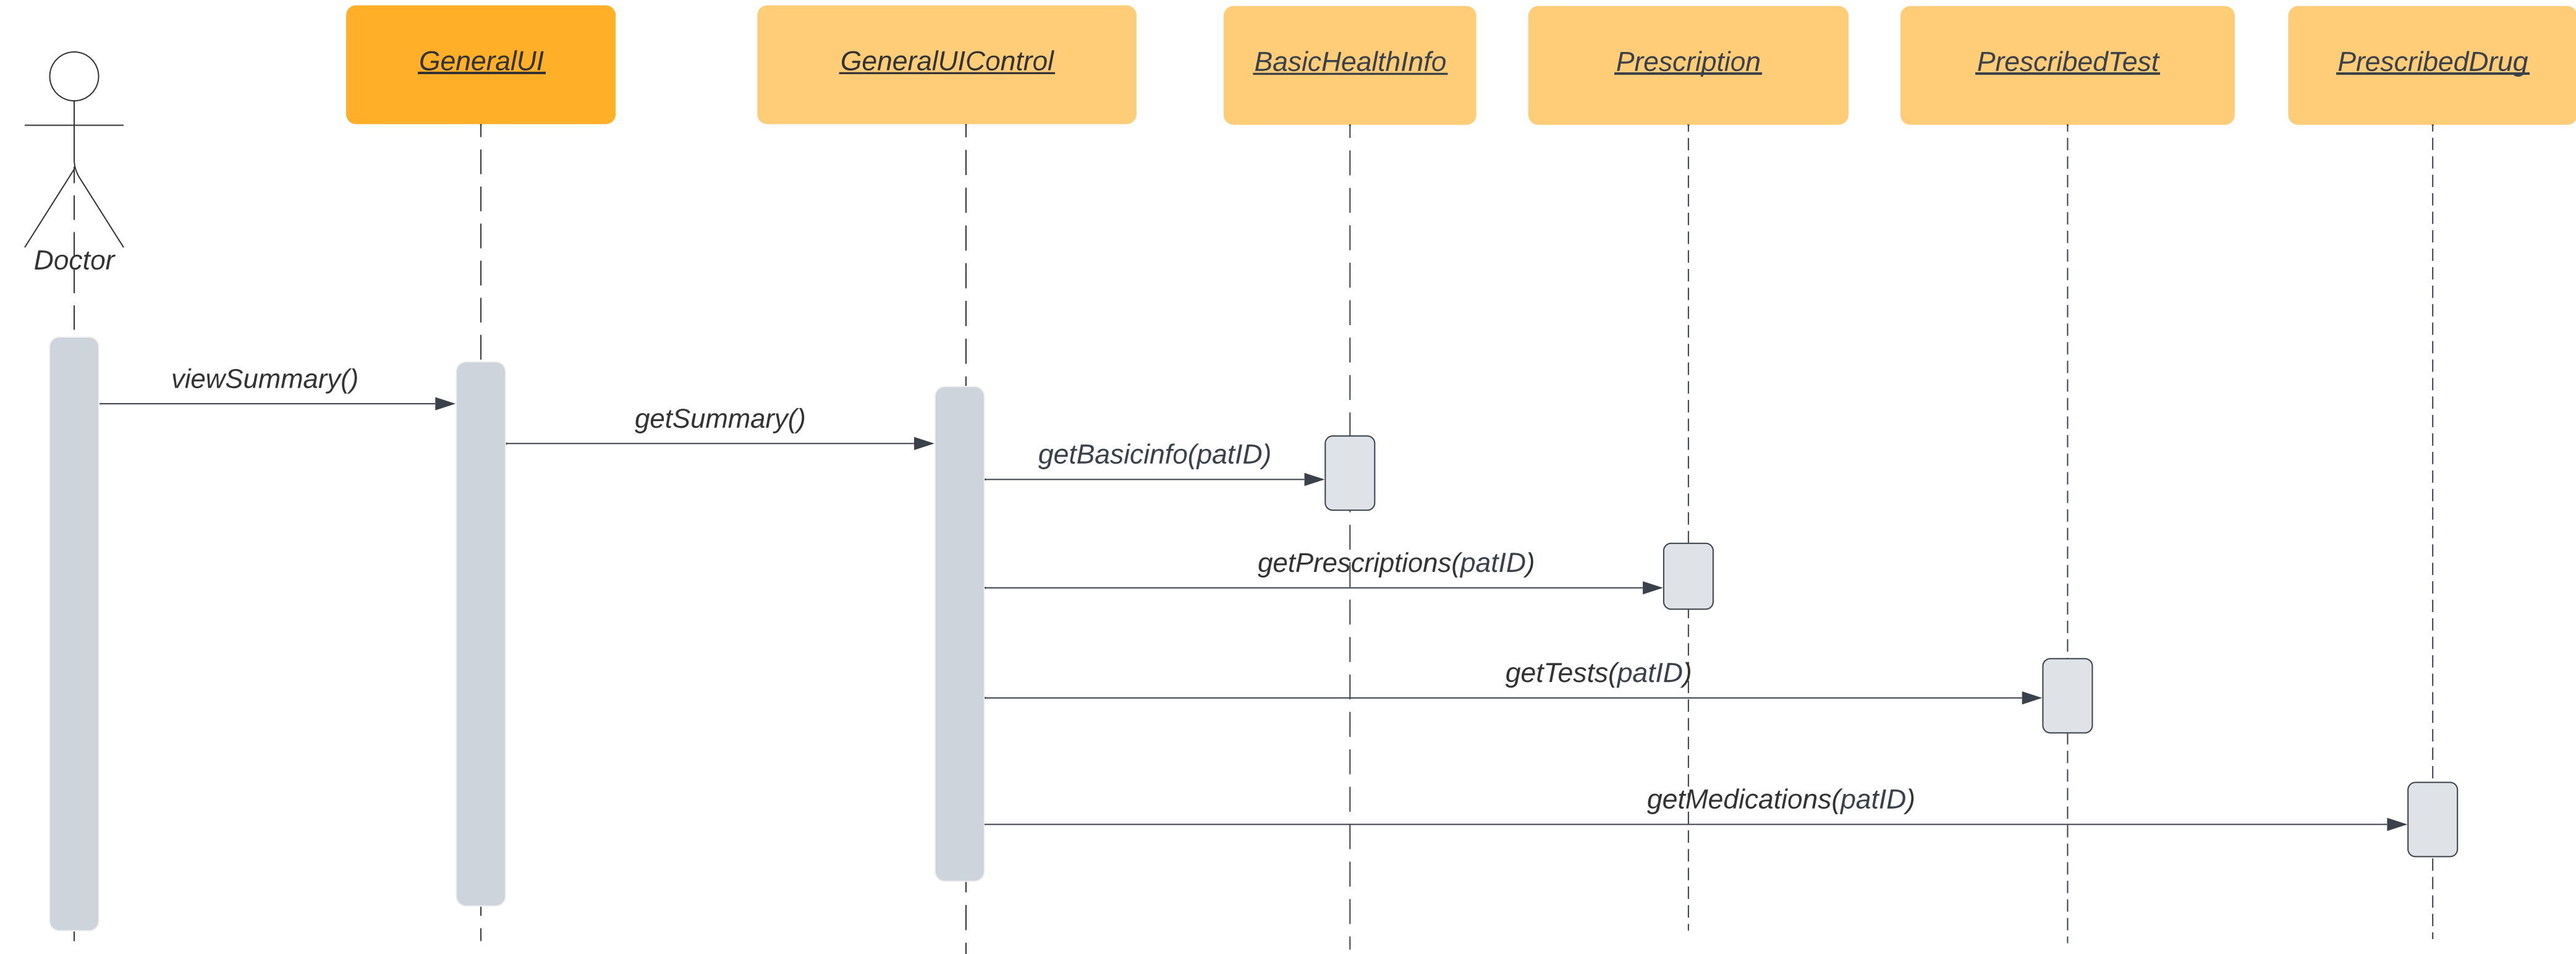 GeneralUI
GeneralUIControl
BasicHealthInfo
Prescription
PrescribedTest
PrescribedDrug
Doctor
viewSummary()
getSummary()
getBasicinfo(patID)
getPrescriptions(patID)
getTests(patID)
getMedications(patID)